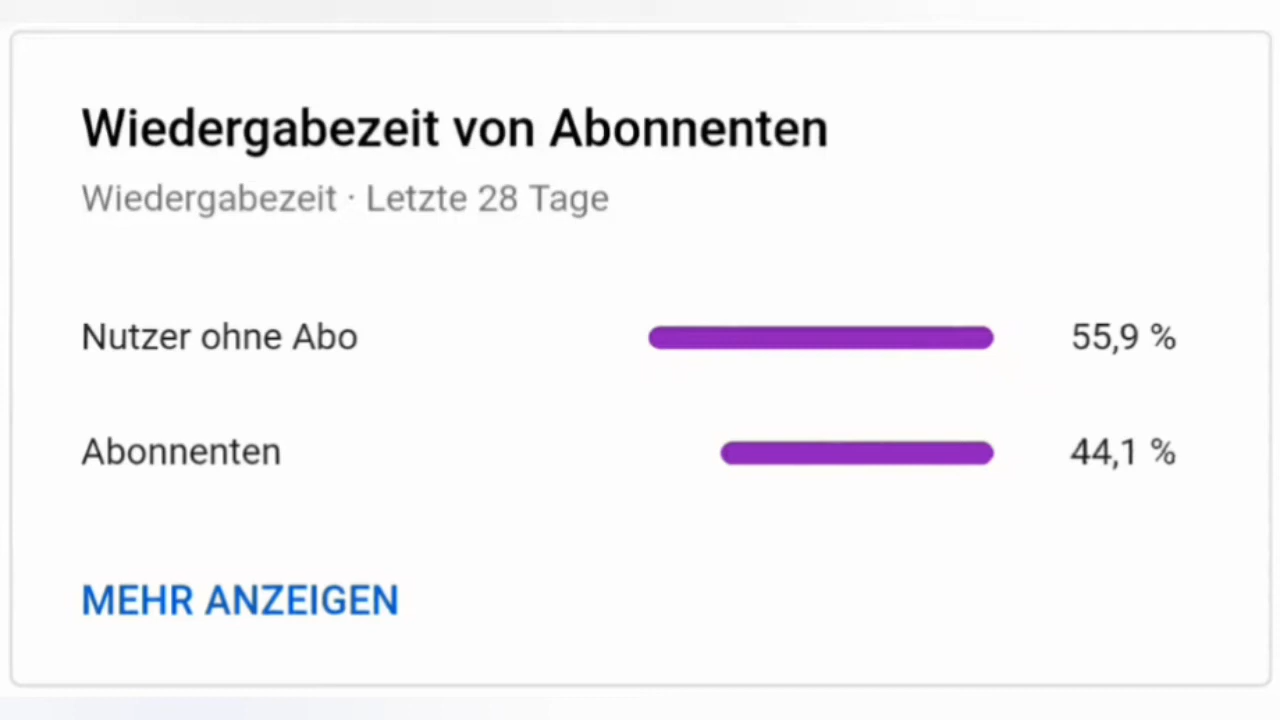 Wiedergabezeit von Abonnenten
Wiedergabezeit · Letzte 28 Tage
Nutzer ohne Abo 55,9 %
Abonnenten 44,1 %
MEHR ANZEIGEN